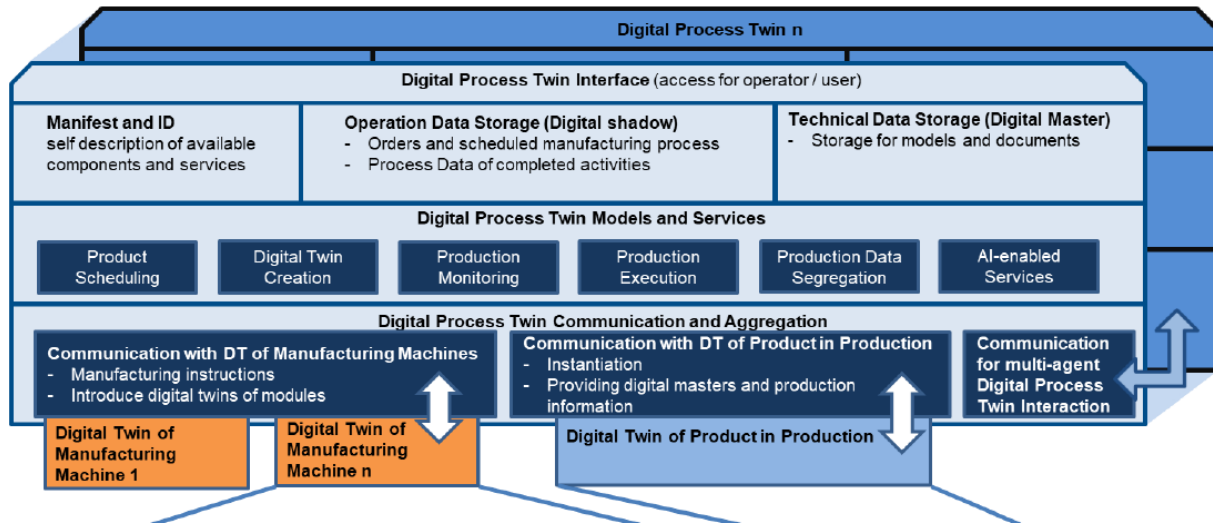 Digital Process Twin n
Digital Process Twin Interface (access for operator / user)
Manifest and ID
self description of available
components and services
Operation Data Storage (Digital shadow)
- Orders and scheduled manufacturing process
- Process Data of completed activities
Technical Data Storage (Digital Master)
- Storage for models and documents
Digital Process Twin Models and Services
Product
Scheduling
Digital Twin
Creation
Production
Monitoring
Production
Execution
Production Data
Segregation
AI-enabled
Services
Digital Process Twin Communication and Aggregation
Communication with DT of Manufacturing Machines
- Manufacturing instructions
- Introduce digital twins of modules
Communication with DT of Product in Production
- Instantiation
- Providing digital masters and production
information
Communication
for multi-agent
Digital Process
Twin Interaction
Digital Twin of
Manufacturing
Machine 1
Digital Twin of
Manufacturing
Machine n
Digital Twin of Product in Production